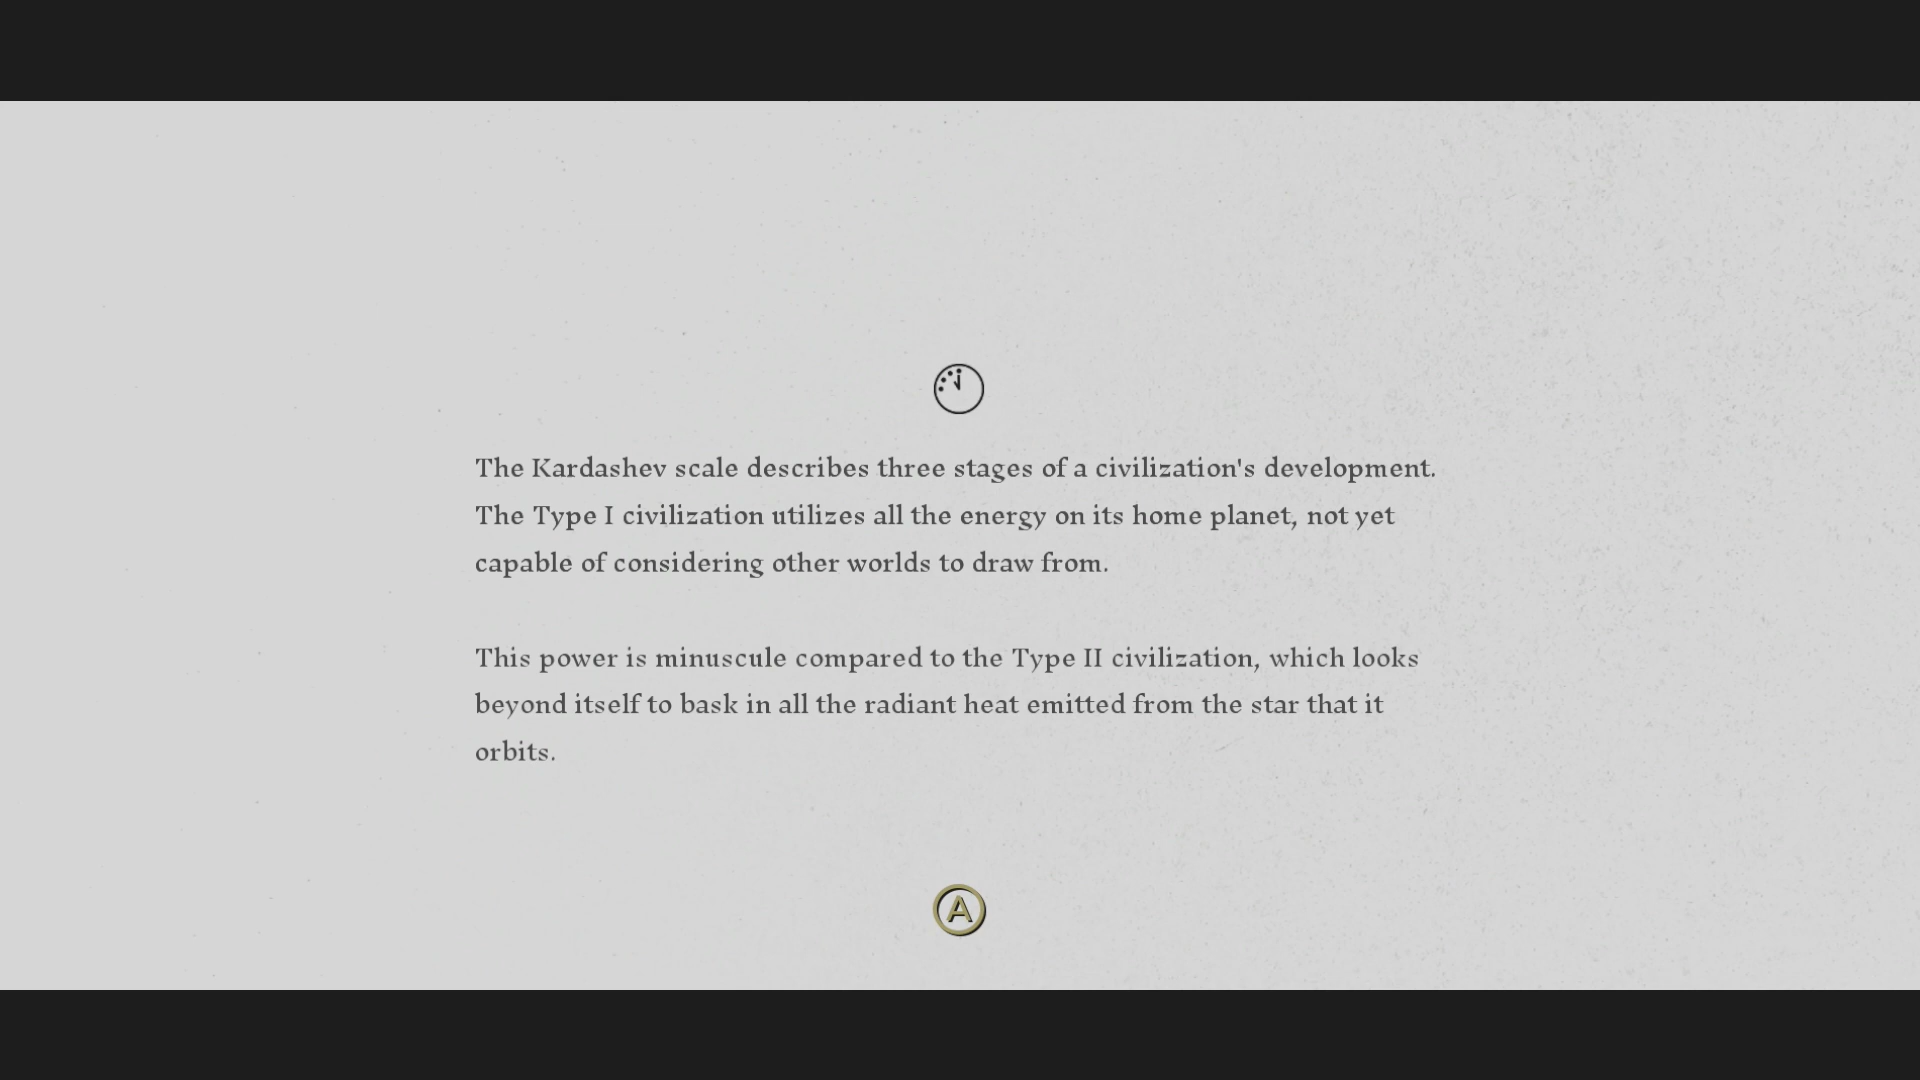 The Kardashev scale describes three stages of a civilization's development.
The Type I civilization utilizes all the energy on its home planet, not yet
capable of considering other worlds to draw from.
This power is minuscule compared to the Type II civilization, which looks
beyond itself to bask in all the radiant heat emitted from the star that it
orbits.
A